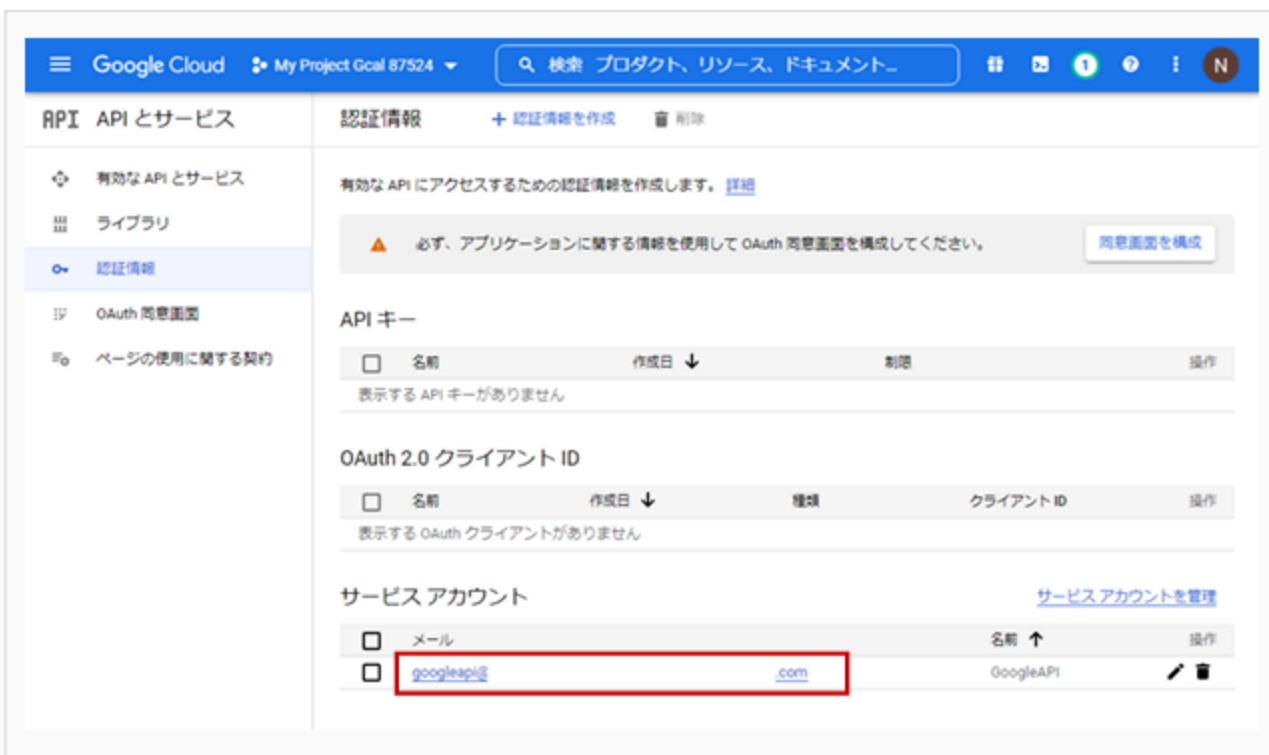 Google Cloud My Project Gcal 87524 検索 プロダクト、リソース、ドキュメント... 1 N
API APIとサービス
認証情報 + 認証情報を作成 削除
有効な API とサービス
ライブラリ
認証情報
OAuth 同意画面
ページの使用に関する契約
有効な API にアクセスするための認証情報を作成します。 詳細
必ず、アプリケーションに関する情報を使用して OAuth 同意画面を構成してください。 同意画面を構成
API キー
名前 作成日 制限 操作
表示する API キーがありません
OAuth 2.0 クライアント ID
名前 作成日 種類 クライアント ID 操作
表示する OAuth クライアントがありません
サービス アカウント サービス アカウントを管理
メール 名前 操作
googleapi@ .com GoogleAPI